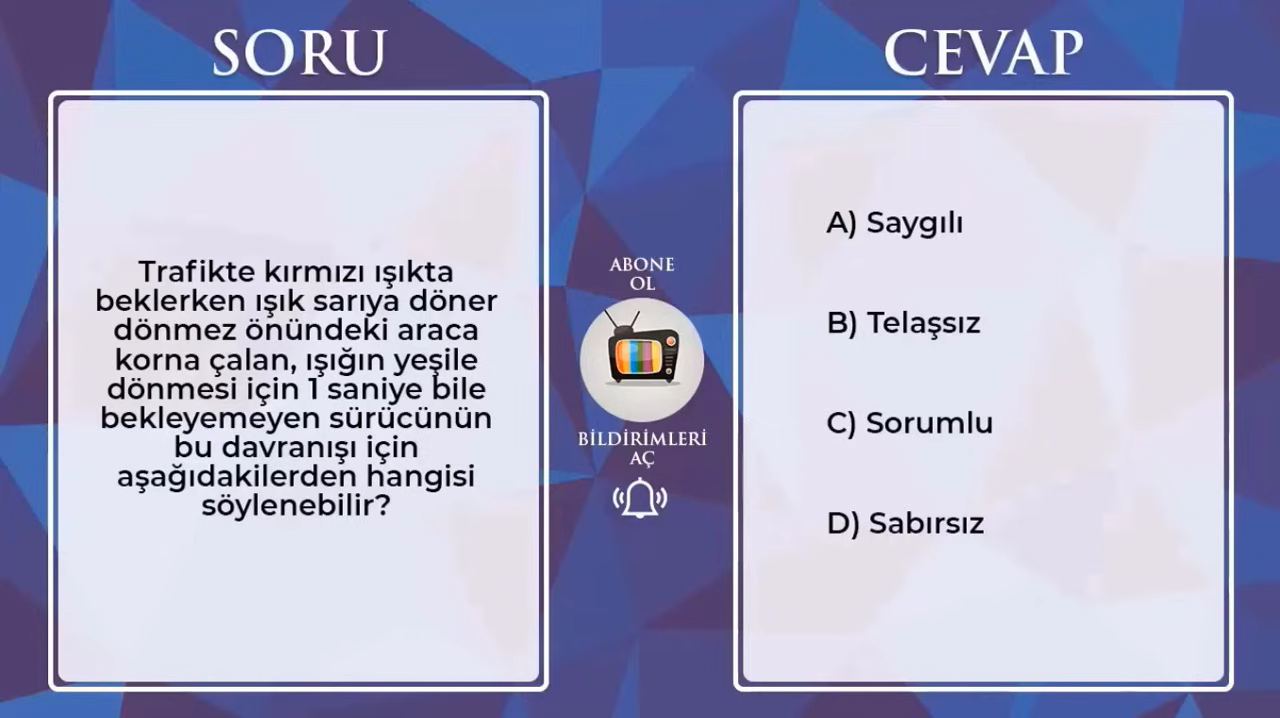 SORU
Trafikte kırmızı ışıkta
beklerken ışık sarıya döner
dönmez önündeki araca
korna çalan, ışığın yeşile
dönmesi için 1 saniye bile
bekleyemeyen sürücünün
bu davranışı için
aşağıdakilerden hangisi
söylenebilir?
ABONE
OL
BİLDİRİMLERİ
AÇ
CEVAP
A) Saygılı
B) Telaşsız
C) Sorumlu
D) Sabırsız